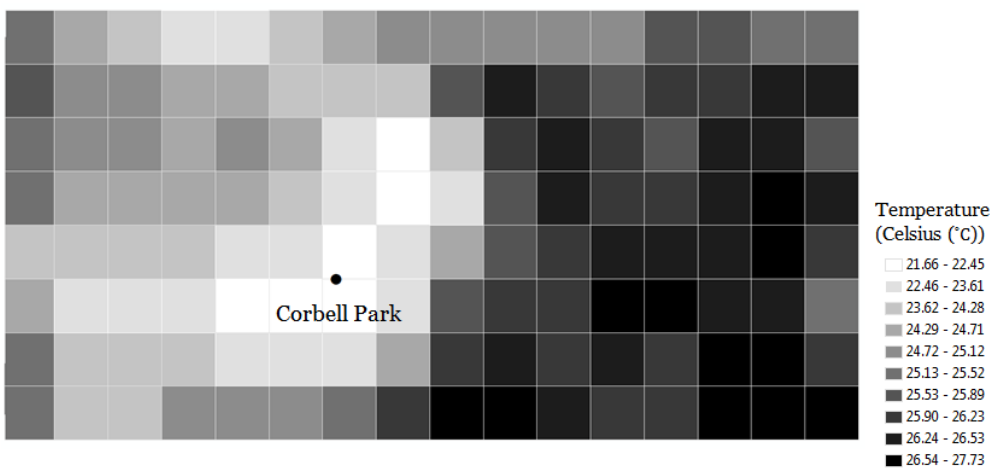 Corbell Park
Temperature
(Celsius (°C))
21.66 - 22.45
22.46 - 23.61
23.62 - 24.28
24.29 - 24.71
24.72 - 25.12
25.13 - 25.52
25.53 - 25.89
25.90 - 26.23
26.24 - 26.53
26.54 - 27.73